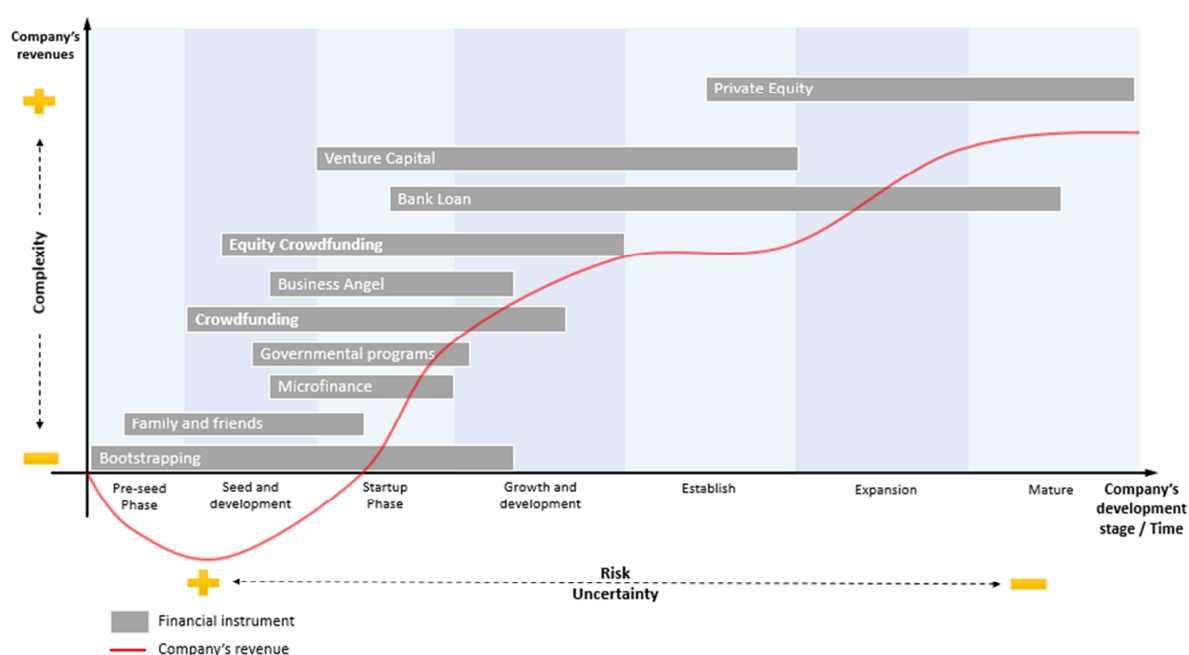 Company's
revenues
Complexity
Private Equity
Venture Capital
Bank Loan
Equity Crowdfunding
Business Angel
Crowdfunding
Governmental programs
Microfinance
Family and friends
Bootstrapping
Pre-seed
Phase
Seed and
development
Startup
Phase
Growth and
development
Establish
Expansion
Mature
Company's
development
stage / Time
Risk
Uncertainty
Financial instrument
Company's revenue